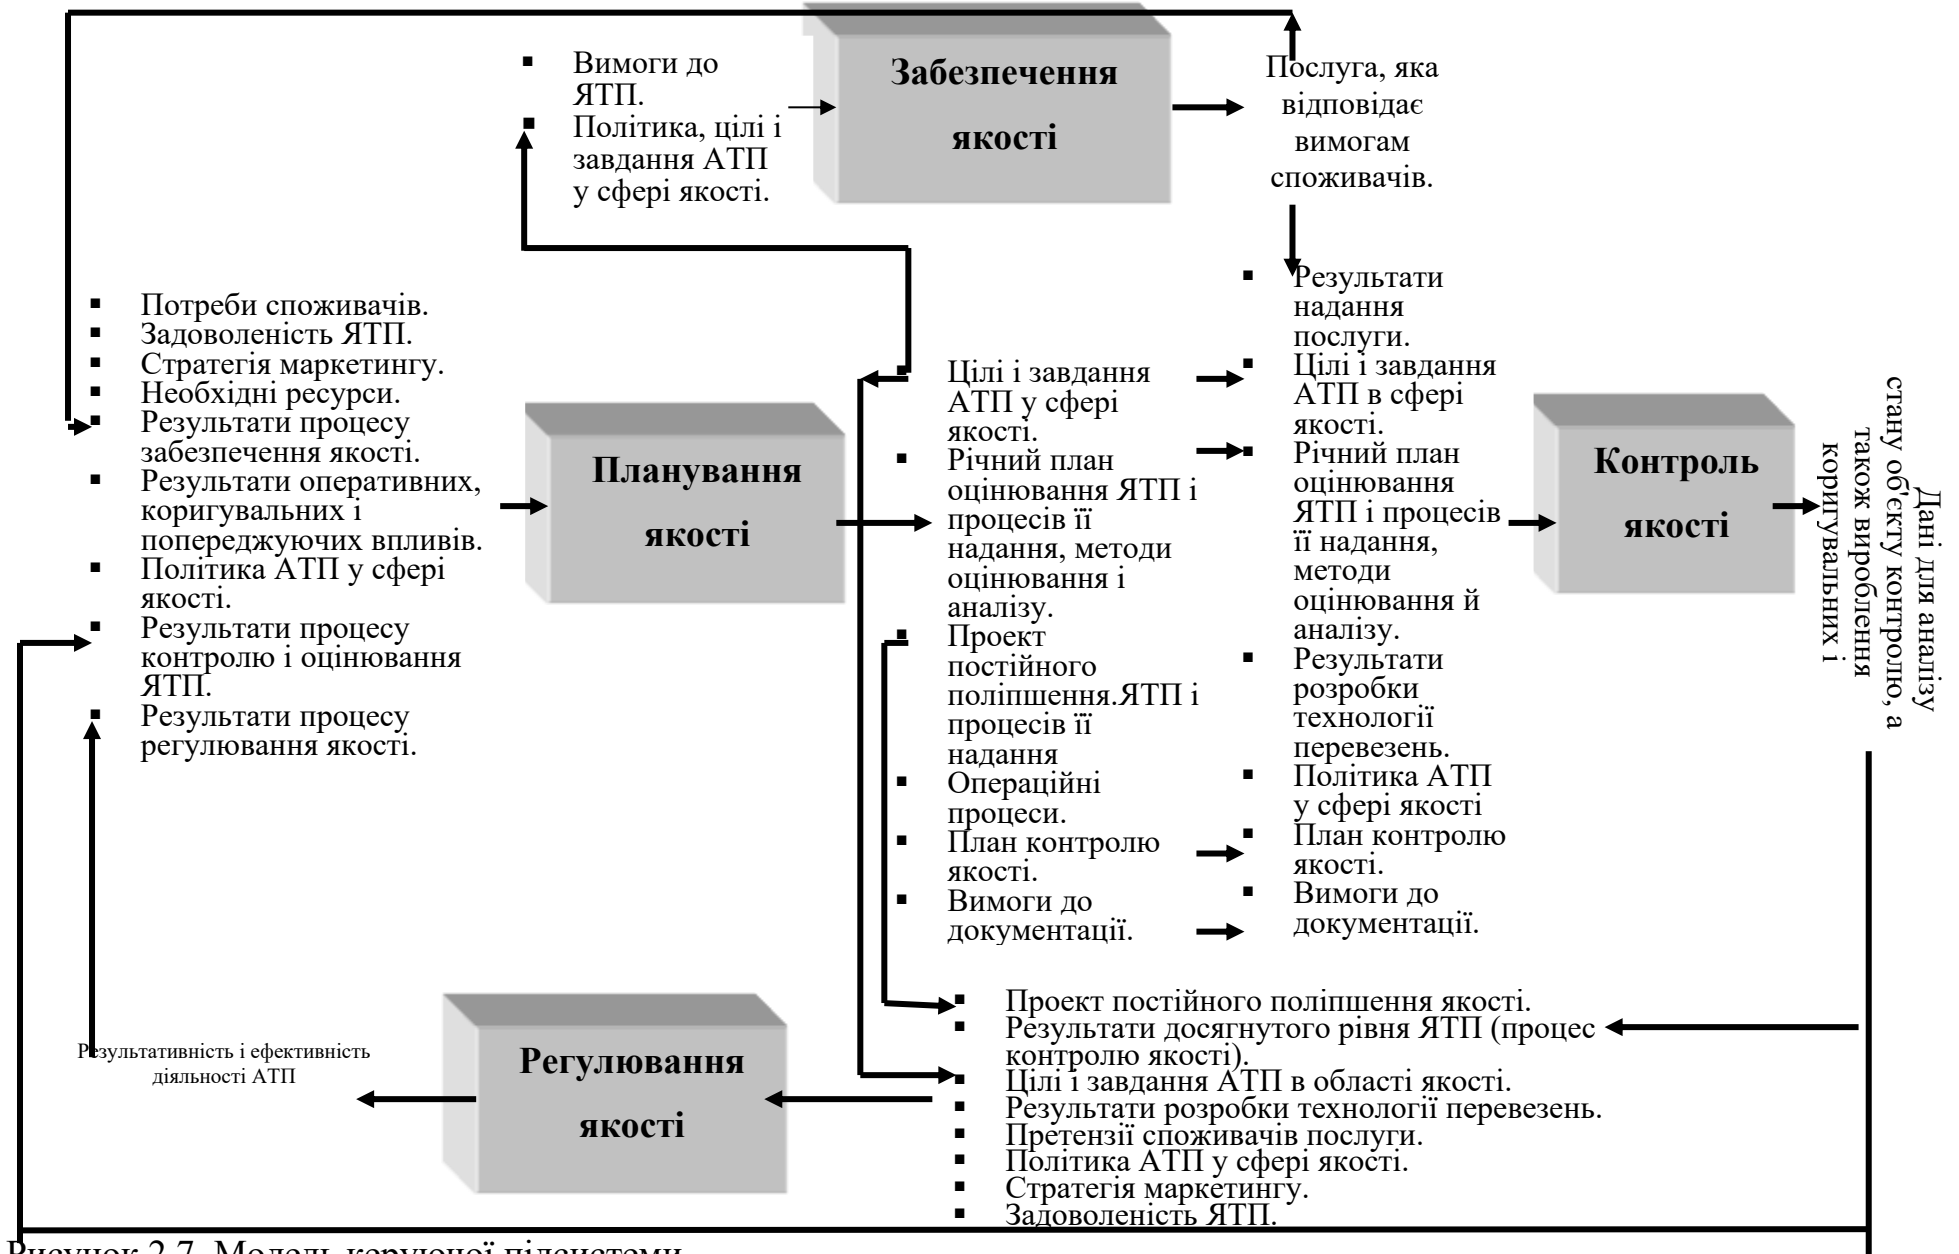 Вимоги до
ЯТП.
Політика, цілі і
завдання АТП
у сфері якості.
Забезпечення
якості
Послуга, яка
відповідає
вимогам
споживачів.
Потреби споживачів.
Задоволеність ЯТП.
Стратегія маркетингу.
Необхідні ресурси.
Результати процесу
забезпечення якості.
Результати оперативних,
коригувальних і
попереджуючих впливів.
Політика АТП у сфері
якості.
Результати процесу
контролю і оцінювання
ЯТП.
Результати процесу
регулювання якості.
Планування
якості
Цілі і завдання
АТП у сфері
якості.
Річний план
оцінювання ЯТП і
процесів її
надання, методи
оцінювання і
аналізу.
Проект
постійного
поліпшення.ЯТП і
процесів її
надання
Операційні
процеси.
План контролю
якості.
Вимоги до
документації.
Результати
надання
послуги.
Цілі і завдання
АТП в сфері
якості.
Річний план
оцінювання
ЯТП і процесів
її надання,
методи
оцінювання й
аналізу.
Результати
розробки
технології
перевезень.
Політика АТП
у сфері якості
План контролю
якості.
Вимоги до
документації.
Контроль
якості
Дані для аналізу
стану об'єкту контролю, а
також вироблення
коригувальних і
Проект постійного поліпшення якості.
Результати досягнутого рівня ЯТП (процес
контролю якості).
Цілі і завдання АТП в області якості.
Результати розробки технології перевезень.
Претензії споживачів послуги.
Політика АТП у сфері якості.
Стратегія маркетингу.
Задоволеність ЯТП.
Регулювання
якості
Результативність і ефективність
діяльності АТП
Рисунок 2.7. Модель керуючої підсистеми